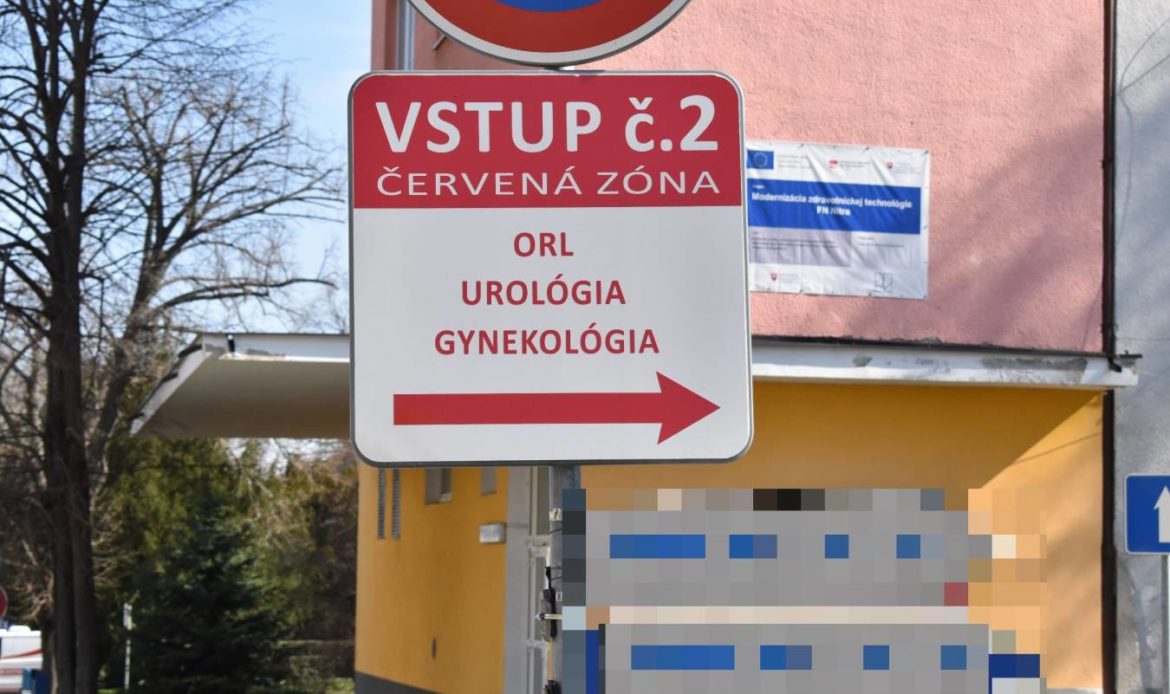 VSTUP č.2
ČERVENÁ ZÓNA
ORL
UROLÓGIA
GYNEKOLÓGIA
Modernizácia zdravotníckej technológie
FN Nitra